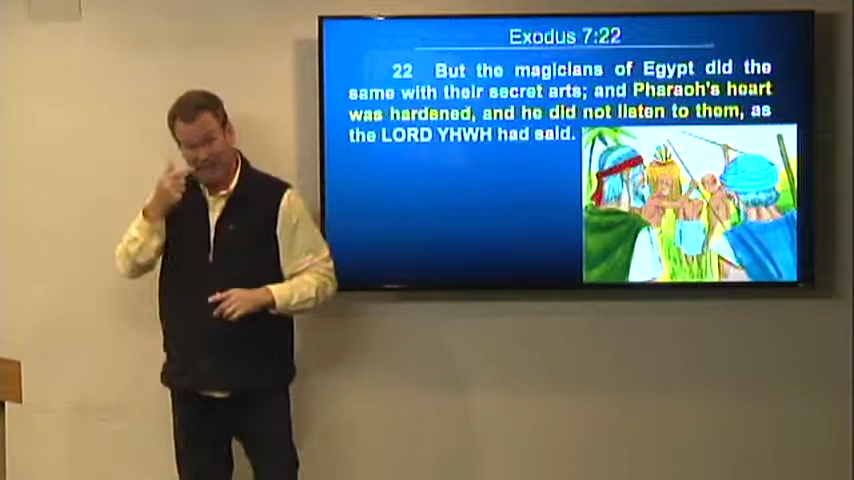 Exodus 7:22
22 But the magicians of Egypt did the
same with their secret arts; and Pharaoh's heart
was hardened, and he did not listen to them, as
the LORD YHWH had said.